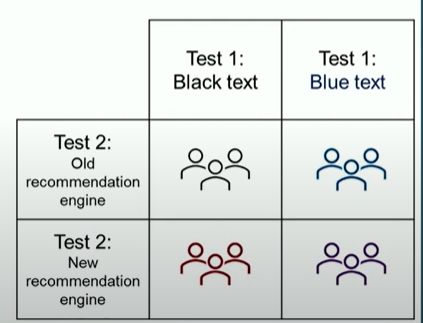 Test 1:
Black text
Test 1:
Blue text
Test 2:
Old
recommendation
engine
Test 2:
New
recommendation
engine